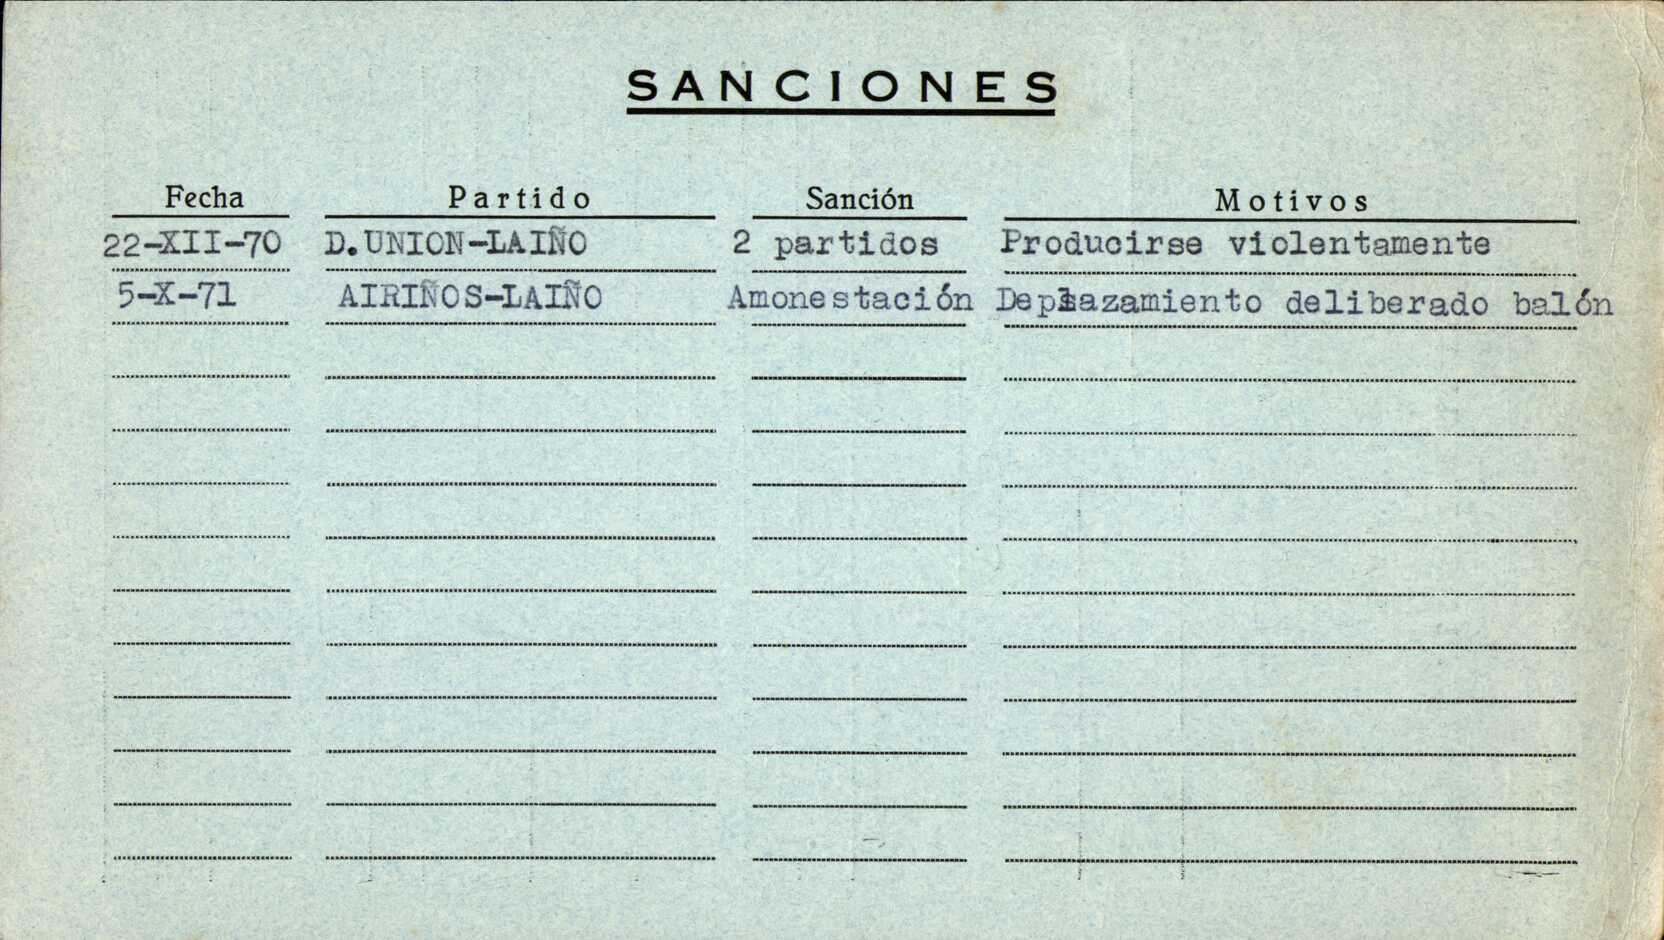 SANCIONES
Fecha Partido Sanción Motivos
22-XII-70 D.UNION-LAIÑO 2 partidos Producirse violentamente
5-X-71 AIRIÑOS-LAIÑO Amonestación Deplazamiento deliberado balón